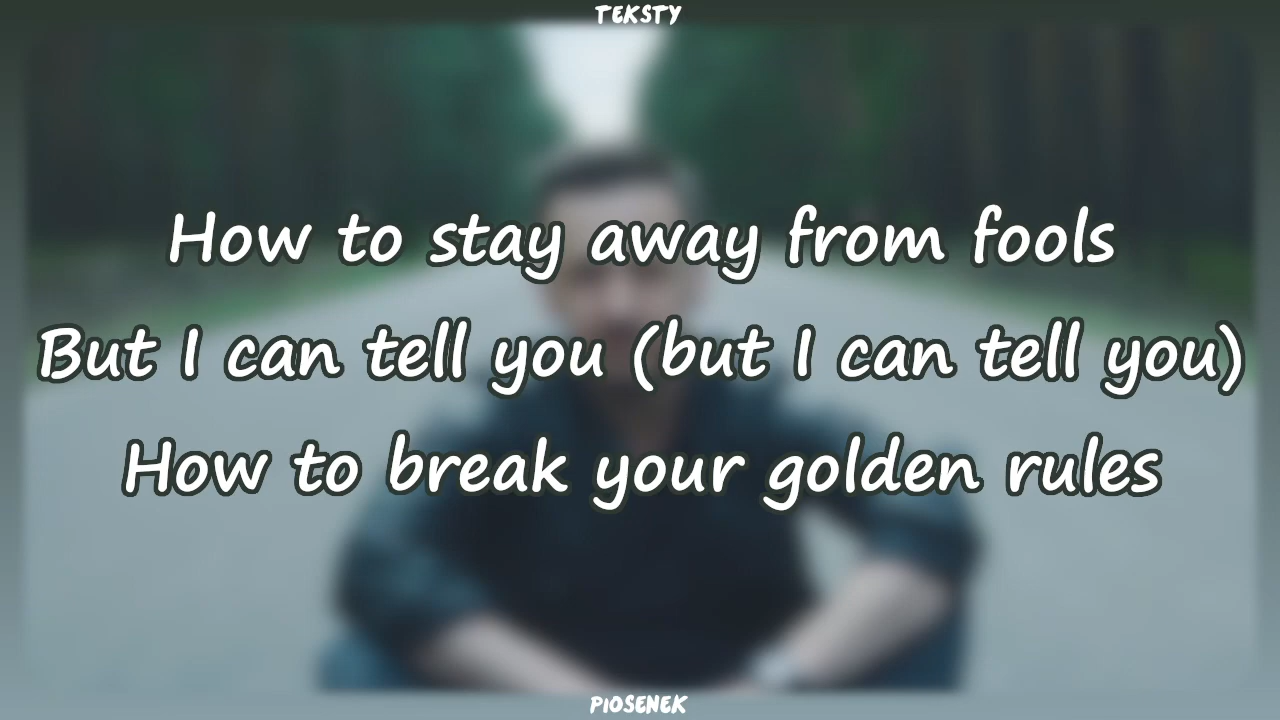 TEKSTY
How to stay away from fools
But I can tell you (but I can tell you)
How to break your golden rules
PIOSENEK